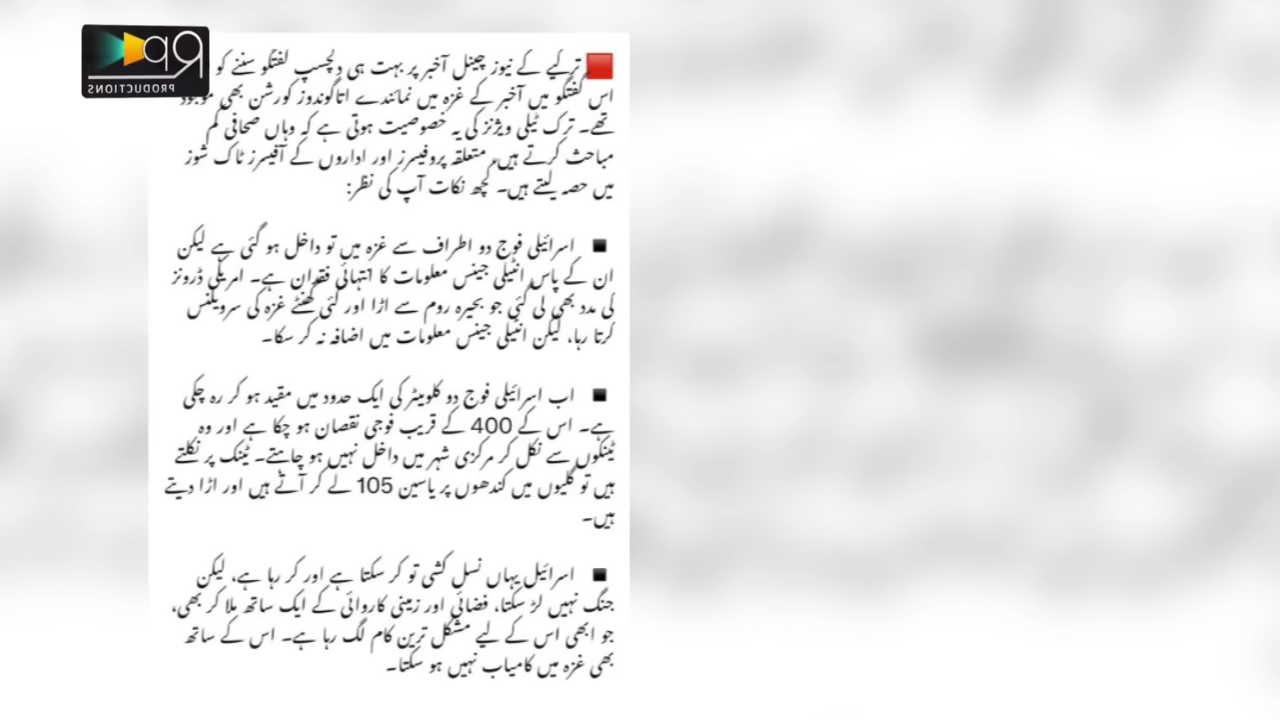 ترکیے کے نیوز چینل آخبر پر بہت ہی دلچسپ گفتگو سننے کو
اس گفتگو میں آخبر کے غزہ میں نمائندے اتاگوندوز کورشن بھی موجود
تھے۔ ترک ٹیلی ویژنز کی یہ خصوصیت ہوتی ہے کہ وہاں صحافی کم
مباحث کرتے ہیں، متعلقہ پروفیسرز اور اداروں کے آفیسرز ٹاک شوز
میں حصہ لیتے ہیں۔ کچھ نکات آپ کی نظر:
▪ اسرائیلی فوج دو اطراف سے غزہ میں تو داخل ہو گئی ہے لیکن
ان کے پاس انٹیلی جینس معلومات کا انتہائی فقدان ہے۔ امریکی ڈرونز
کی مدد بھی لی گئی جو بحیرہ روم سے اڑا اور کئی گھنٹے غزہ کی سرویلنس
کرتا رہا، لیکن انٹیلی جینس معلومات میں اضافہ نہ کر سکا۔
▪ اب اسرائیلی فوج دو کلومیٹر کی ایک حدود میں مقید ہو کر رہ چکی
ہے۔ اس کے 400 کے قریب فوجی نقصان ہو چکا ہے اور وہ
ٹینکوں سے نکل کر مرکزی شہر میں داخل نہیں ہو چاہتے۔ ٹینک پر نکلتے
ہیں تو گلیوں میں کندھوں پر یاسین 105 لے کر آتے ہیں اور اڑا دیتے
ہیں۔
▪ اسرائیل یہاں نسل کشی تو کر سکتا ہے اور کر رہا ہے، لیکن
جنگ نہیں لڑ سکتا، فضائی اور زمینی کاروائی کے ایک ساتھ ملا کر بھی،
جو ابھی اس کے لیے مشکل ترین کام لگ رہا ہے۔ اس کے ساتھ
بھی غزہ میں کامیاب نہیں ہو سکتا۔
PRODUCTIONS